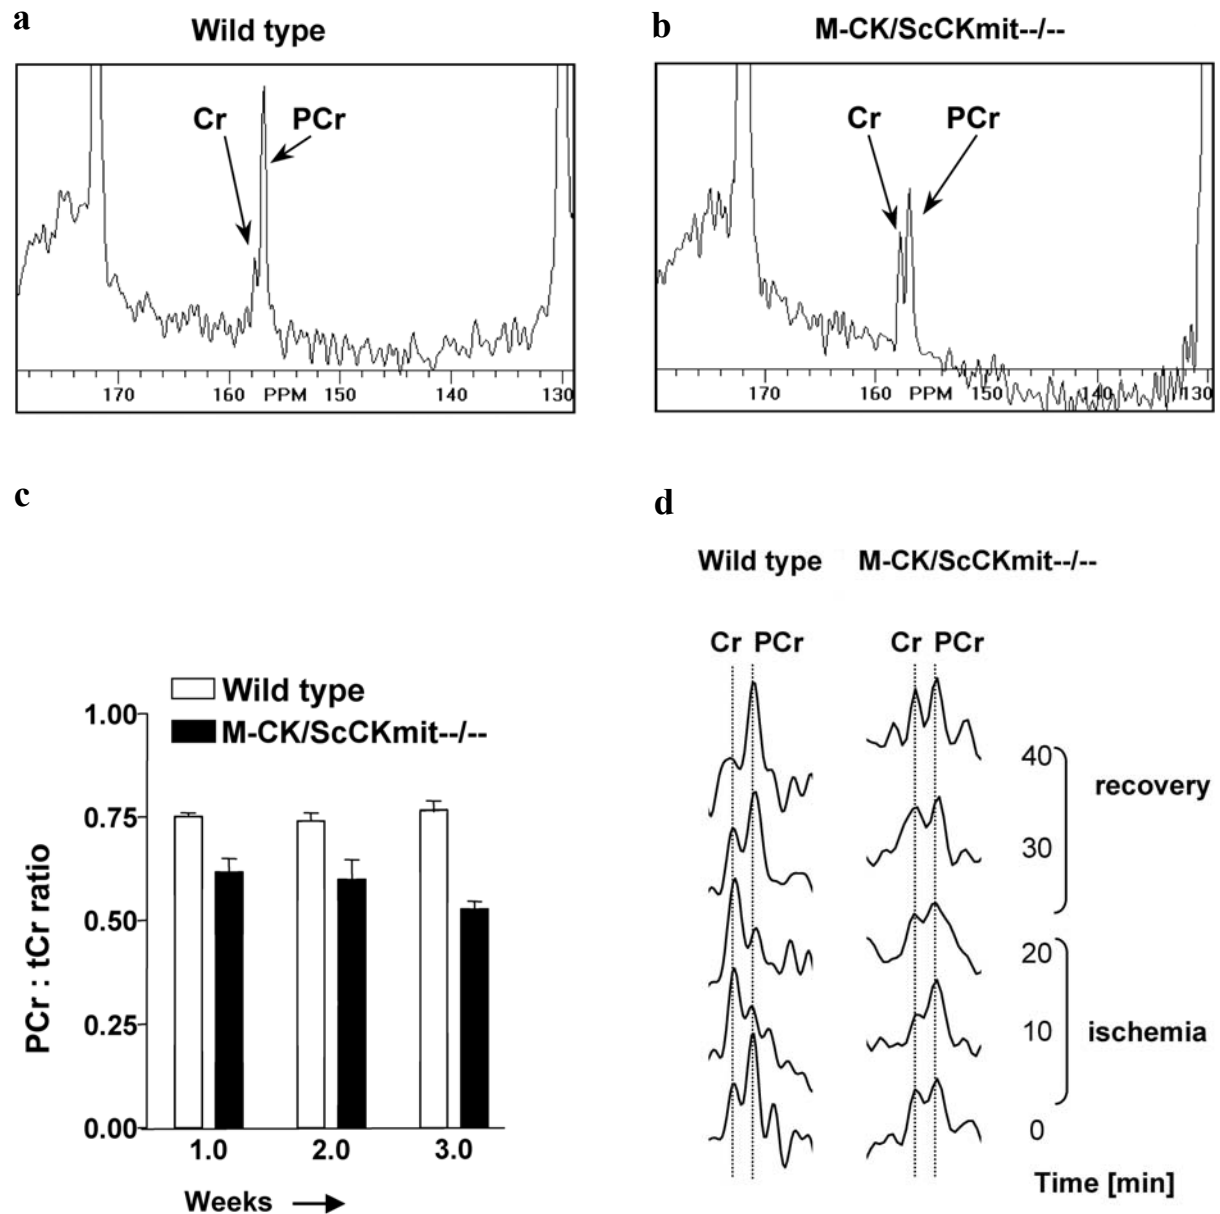 a
Wild type
Cr
PCr
170
160
PPM
150
140
130
b
M-CK/ScCKmit--/--
Cr
PCr
170
160
PPM
150
140
130
c
Wild type
M-CK/ScCKmit--/--
PCr : tCr ratio
1.00
0.75
0.50
0.25
0.00
1.0
2.0
3.0
Weeks
d
Wild type
M-CK/ScCKmit--/--
Cr PCr
Cr PCr
40
30
recovery
20
10
ischemia
0
Time [min]